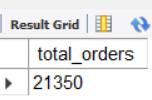 Result Grid
total_orders
21350